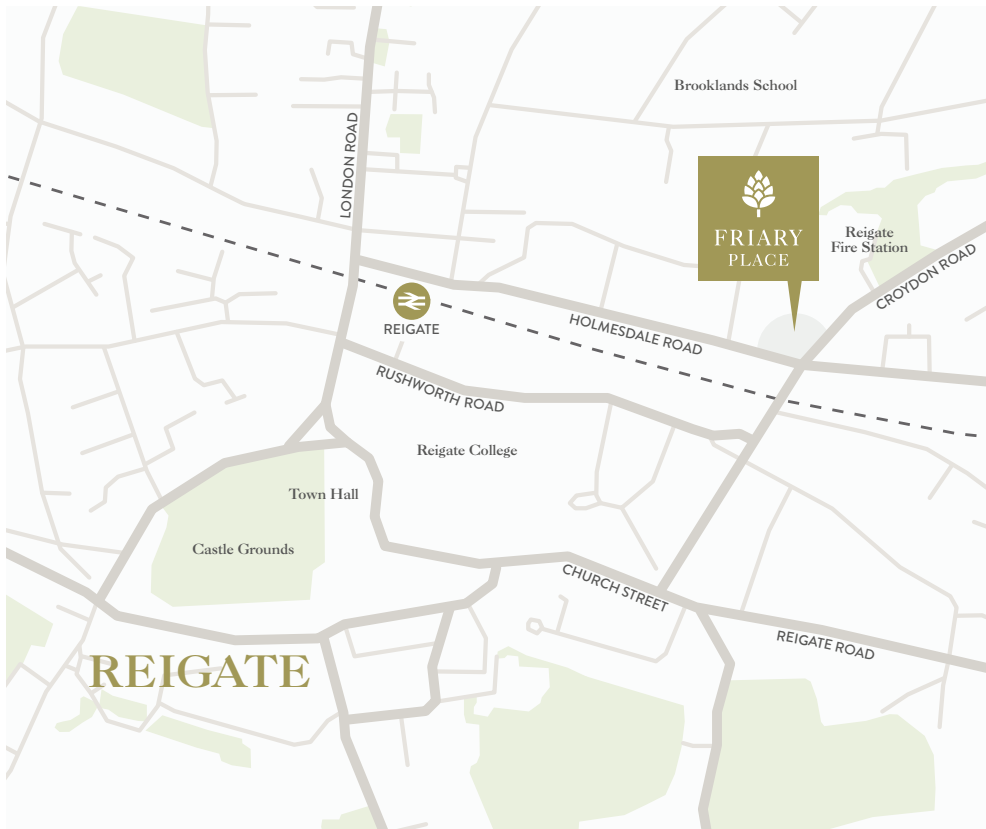 Brooklands School
LONDON ROAD
FRIARY
PLACE
Reigate
Fire Station
CROYDON ROAD
REIGATE
HOLMESDALE ROAD
RUSHWORTH ROAD
Reigate College
Town Hall
Castle Grounds
CHURCH STREET
REIGATE ROAD
REIGATE